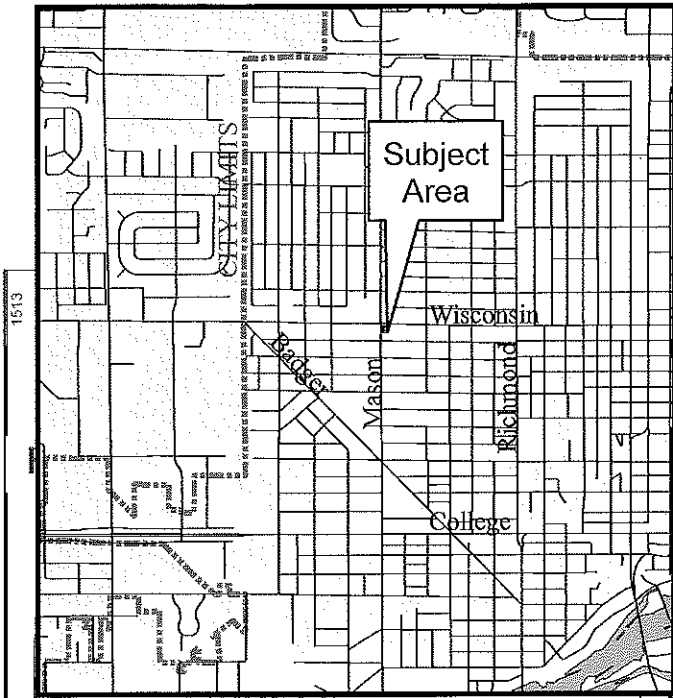 Subject
Area
CITY LIMITS
1513
Wisconsin
Badger
Mason
Richmond
College